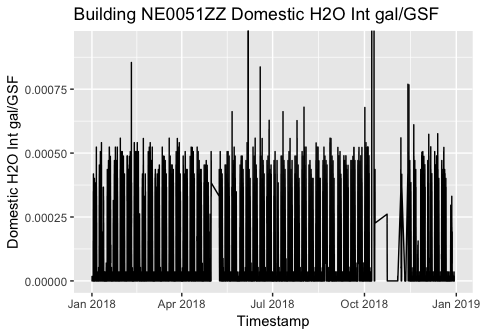 Building NE0051ZZ Domestic H2O Int gal/GSF
Domestic H2O Int gal/GSF
0.00075
0.00050
0.00025
0.00000
Jan 2018 Apr 2018 Jul 2018 Oct 2018 Jan 2019
Timestamp